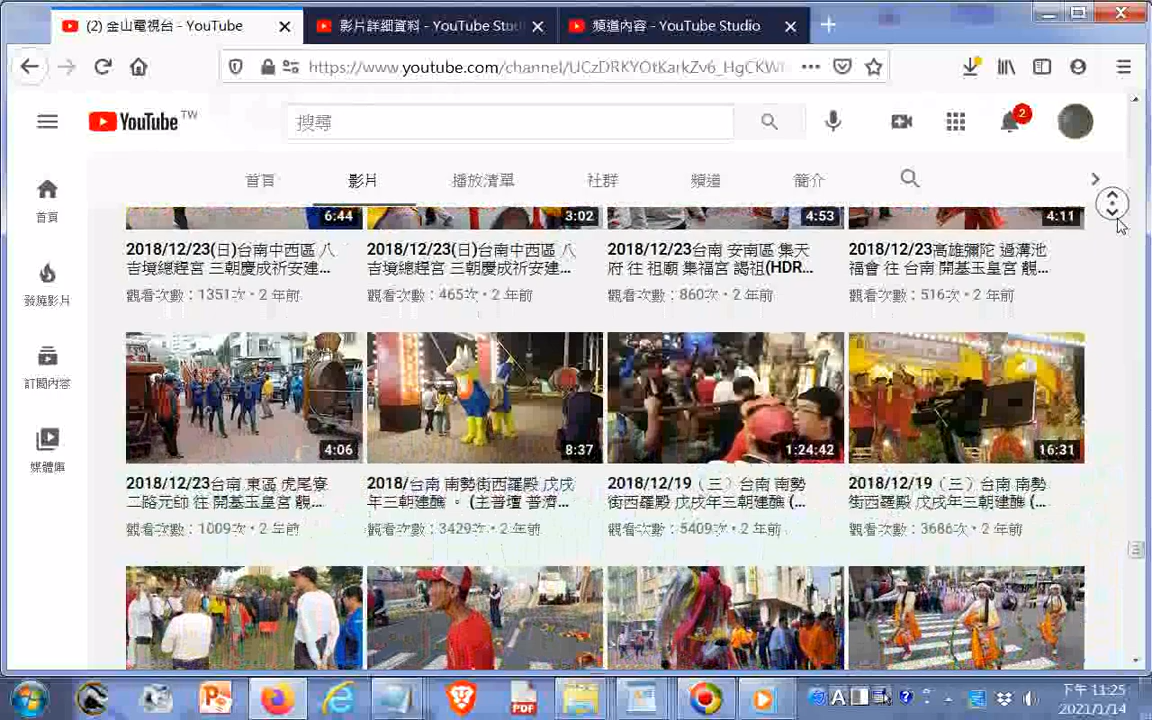 (2) 金山電視台 - YouTube
影片詳細資料 - YouTube Stu
頻道內容 - YouTube Studio
https://www.youtube.com/channel/UCzDRKYOtKarkZv6_HgCKW
YouTube TW
搜尋
2
首頁
影片
播放清單
社群
頻道
簡介
首頁
發燒影片
訂閱內容
媒體庫
6:44
3:02
4:53
4:11
2018/12/23(日)台南中西區 八
吉境總趕宮 三朝慶成祈安建...
觀看次數：1351次 • 2 年前
2018/12/23(日)台南中西區 八
吉境總趕宮 三朝慶成祈安建...
觀看次數：465次 • 2 年前
2018/12/23台南 安南區 集天
府 往 祖廟 集福宮 謁祖(HDR...
觀看次數：860次 • 2 年前
2018/12/23高雄彌陀 過溝池
福會 往 台南 開基玉皇宮 觀...
觀看次數：516次 • 2 年前
4:06
8:37
1:24:42
16:31
2018/12/23台南 東區 虎尾寮
二路元帥 往 開基玉皇宮 觀...
觀看次數：1009次 • 2 年前
2018/台南 南勢街西羅殿 戊戌
年三朝建醮 。 (主普壇 普濟...
觀看次數：3429次 • 2 年前
2018/12/19（三）台南 南勢
街西羅殿 戊戌年三朝建醮 (...
觀看次數：5409次 • 2 年前
2018/12/19（三）台南 南勢
街西羅殿 戊戌年三朝建醮 (...
觀看次數：3686次 • 2 年前
PDF
A
下午 11:25
2021/1/14